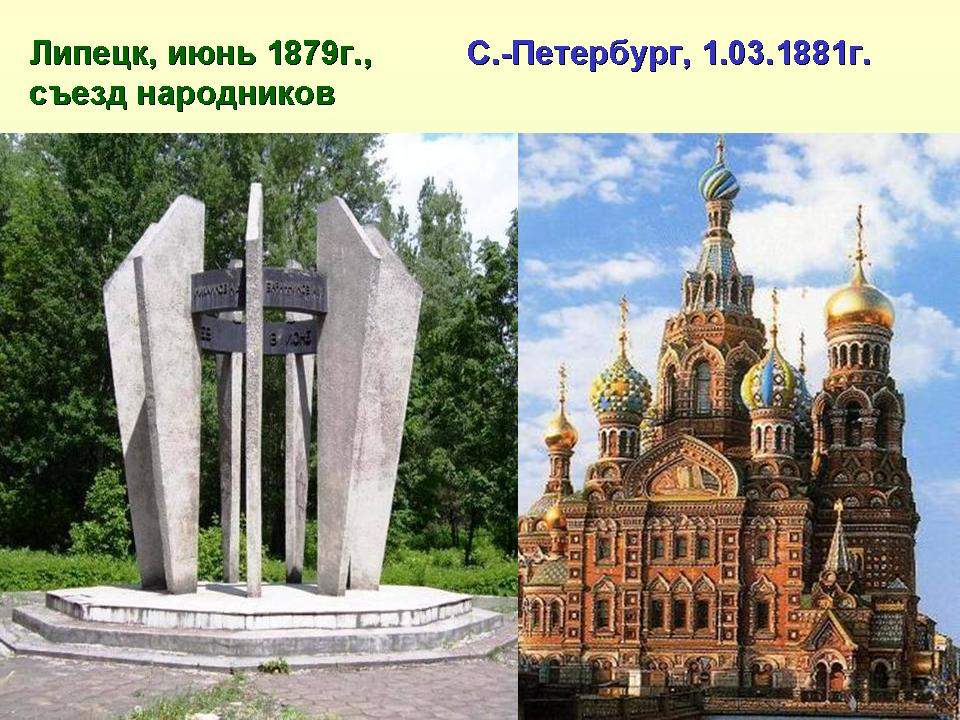 Липецк, июнь 1879г.,
съезд народников
С.-Петербург, 1.03.1881г.